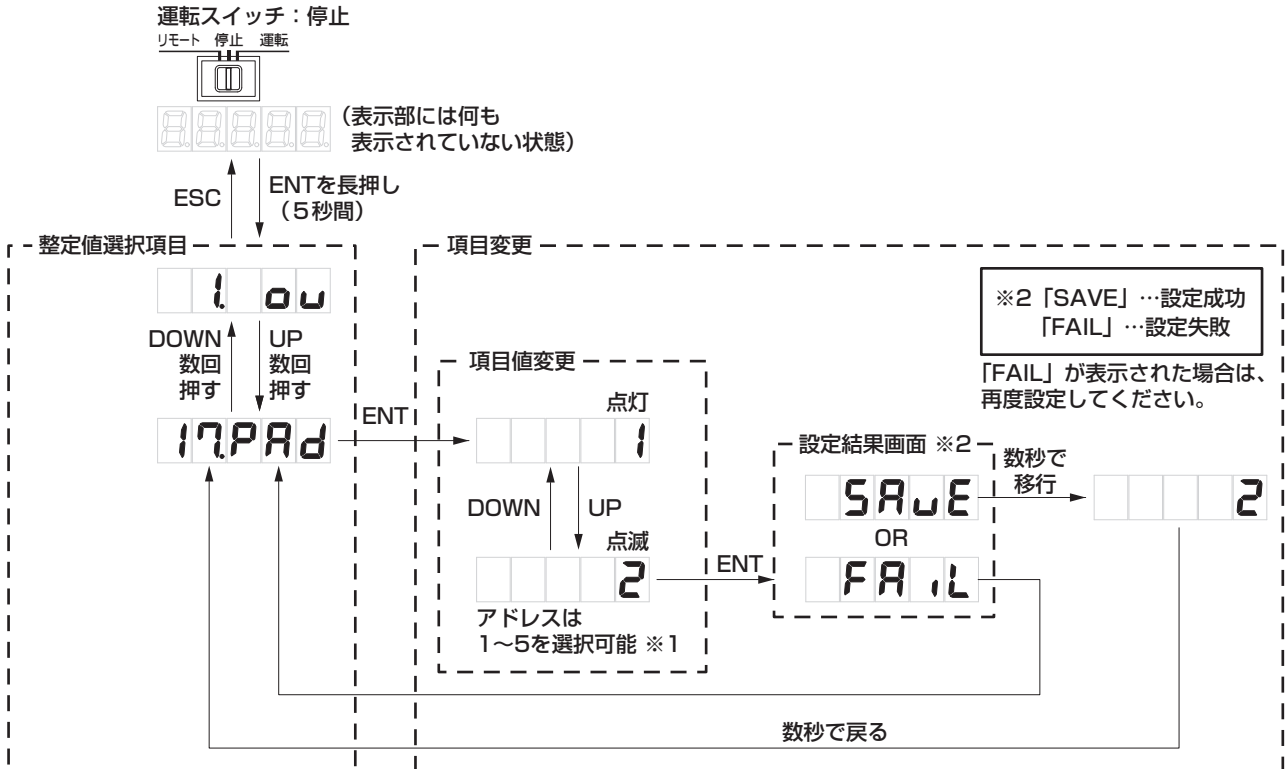 運転スイッチ：停止
リモート 停止 運転
（表示部には何も
表示されていない状態）
ESC
ENTを長押し
（5秒間）
整定値選択項目
1. ou
DOWN
数回
押す
UP
数回
押す
17.PAd
ENT
項目変更
※2「SAVE」…設定成功
「FAIL」…設定失敗
「FAIL」が表示された場合は、
再度設定してください。
項目値変更
点灯
1
DOWN
UP
点滅
2
アドレスは
1～5を選択可能 ※1
ENT
設定結果画面 ※2
SAuE
OR
FAiL
数秒で
移行
2
数秒で戻る